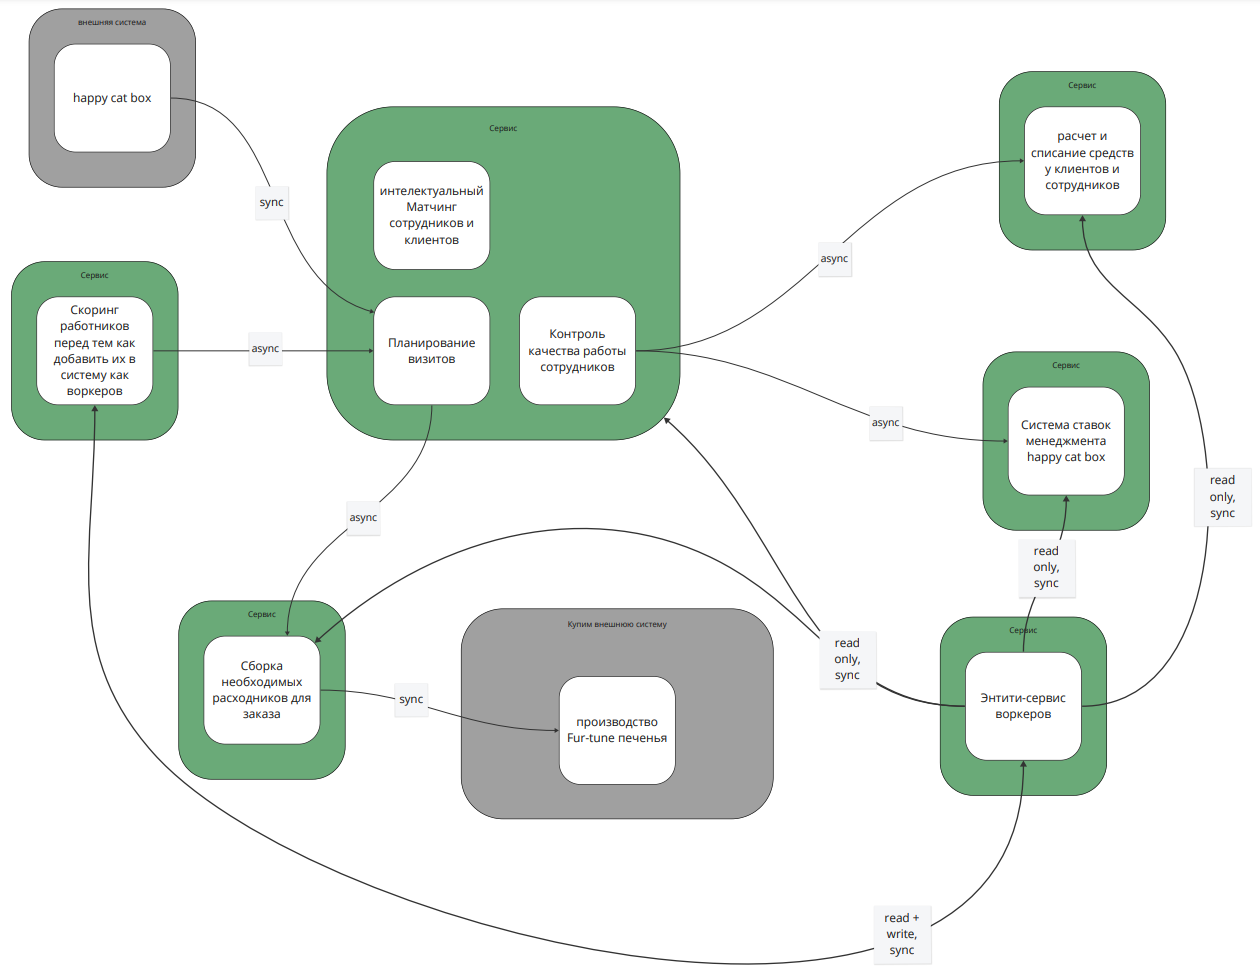 внешняя система
happy cat box
sync
Сервис
интелектуальный
Матчинг
сотрудников и
клиентов
Планирование
визитов
Контроль
качества работы
сотрудников
Сервис
расчет и
списание средств
у клиентов и
сотрудников
async
Сервис
Скоринг
работников
перед тем как
добавить их в
систему как
воркеров
async
Сервис
Система ставок
менеджмента
happy cat box
async
read
only,
sync
async
read
only,
sync
Сервис
Сборка
необходимых
расходников для
заказа
sync
Купим внешнюю систему
производство
Fur-tune печенья
read
only,
sync
Сервис
Энтити-сервис
воркеров
read +
write,
sync